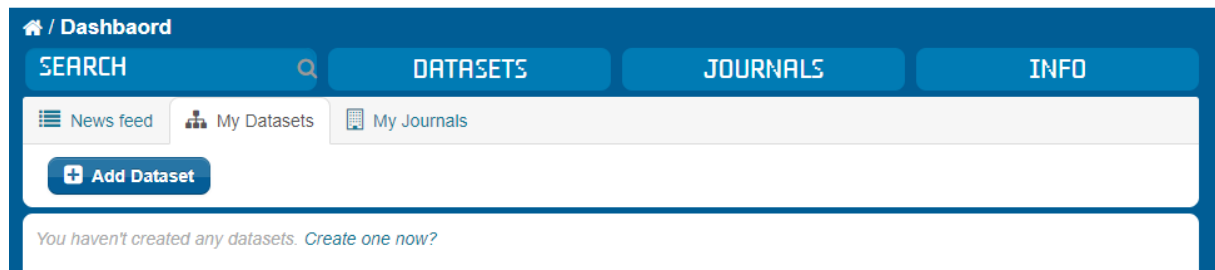 / Dashbaord
SEARCH DATASETS JOURNALS INFO
News feed My Datasets My Journals
Add Dataset
You haven't created any datasets. Create one now?